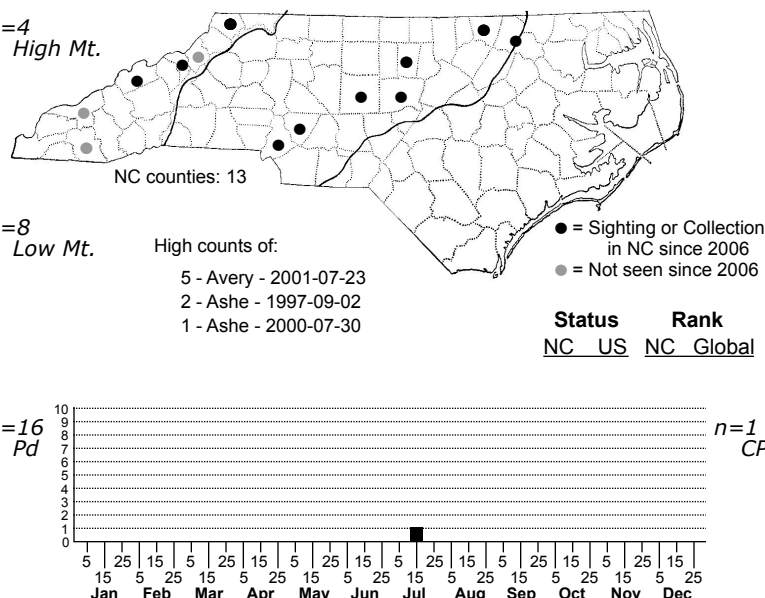 =4
High Mt.
NC counties: 13
=8
Low Mt.
High counts of:
5 - Avery - 2001-07-23
2 - Ashe - 1997-09-02
1 - Ashe - 2000-07-30
● = Sighting or Collection
in NC since 2006
● = Not seen since 2006
Status Rank
NC US NC Global
=16
Pd
n=1
CP
10
9
8
7
6
5
4
3
2
1
0
5 25 15 5 25 15 5 25 15 5 25 15 5 25 15 5 25 15
15 5 25 15 5 25 15 5 25 15 5 25 15 5 25 15 5 25
Jan Feb Mar Apr May Jun Jul Aug Sep Oct Nov Dec